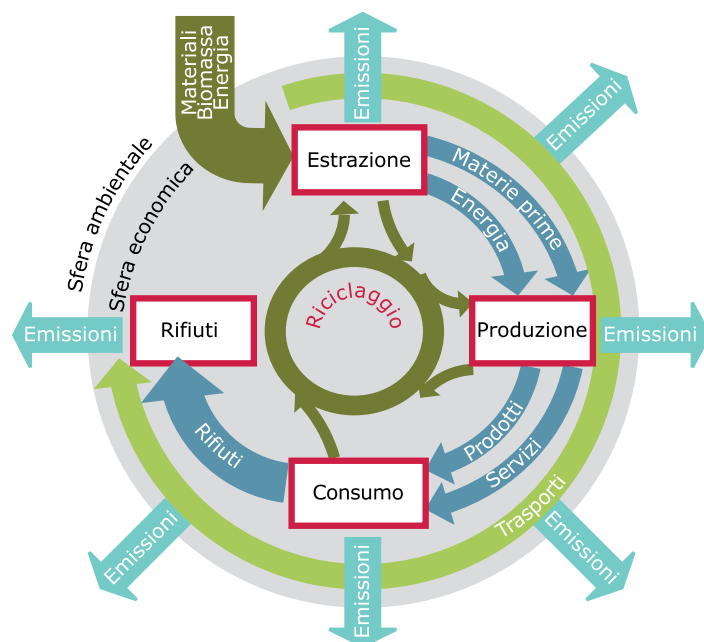 Materiali
Biomassa
Energia
Emissioni
Emissioni
Sfera ambientale
Sfera economica
Estrazione
Materie prime
Energia
Riciclaggio
Emissioni
Rifiuti
Produzione
Emissioni
Rifiuti
Prodotti
Servizi
Consumo
Trasporti
Emissioni
Emissioni
Emissioni